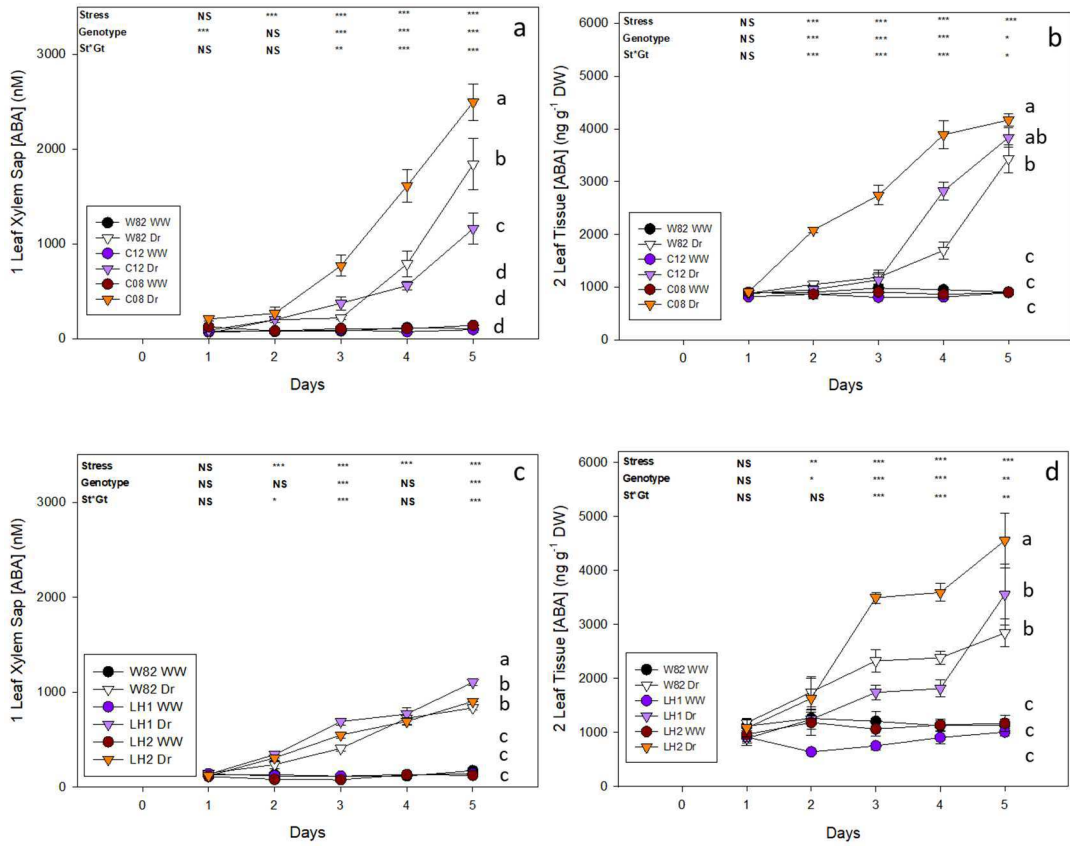 Stress NS *** *** *** ***
Genotype *** NS *** *** ***
St*Gt NS NS ** *** ***
a
3000
2000
1000
0
1 Leaf Xylem Sap [ABA] (nM)
W82 WW
W82 Dr
C12 WW
C12 Dr
C08 WW
C08 Dr
a
b
c
d
d
d
0 1 2 3 4 5
Days
Stress NS *** *** *** ***
Genotype NS *** *** *** *
St*Gt NS *** *** *** *
b
6000
5000
4000
3000
2000
1000
0
2 Leaf Tissue [ABA] (ng g-1 DW)
W82 WW
W82 Dr
C12 WW
C12 Dr
C08 WW
C08 Dr
a
ab
b
c
c
c
0 1 2 3 4 5
Days
Stress NS *** *** *** ***
Genotype NS NS *** NS ***
St*Gt NS * *** NS ***
c
3000
2000
1000
0
1 Leaf Xylem Sap [ABA] (nM)
W82 WW
W82 Dr
LH1 WW
LH1 Dr
LH2 WW
LH2 Dr
a
b
b
c
c
c
0 1 2 3 4 5
Days
Stress NS ** *** *** ***
Genotype NS * *** *** **
St*Gt NS NS *** *** **
d
6000
5000
4000
3000
2000
1000
0
2 Leaf Tissue [ABA] (ng g-1 DW)
W82 WW
W82 Dr
LH1 WW
LH1 Dr
LH2 WW
LH2 Dr
a
b
b
c
c
c
0 1 2 3 4 5
Days